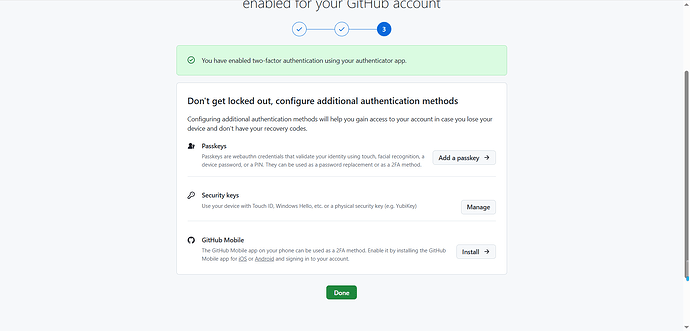 enabled for your GitHub account
3
You have enabled two-factor authentication using your authenticator app.
Don't get locked out, configure additional authentication methods
Configuring additional authentication methods will help you gain access to your account in case you lose your
device and don't have your recovery codes.
Passkeys
Passkeys are webauthn credentials that validate your identity using touch, facial recognition, a
device password, or a PIN. They can be used as a password replacement or as a 2FA method.
Add a passkey
Security keys
Use your device with Touch ID, Windows Hello, etc. or a physical security key (e.g. YubiKey)
Manage
GitHub Mobile
The GitHub Mobile app on your phone can be used as a 2FA method. Enable it by installing the GitHub
Mobile app for iOS or Android and signing in to your account.
Install
Done